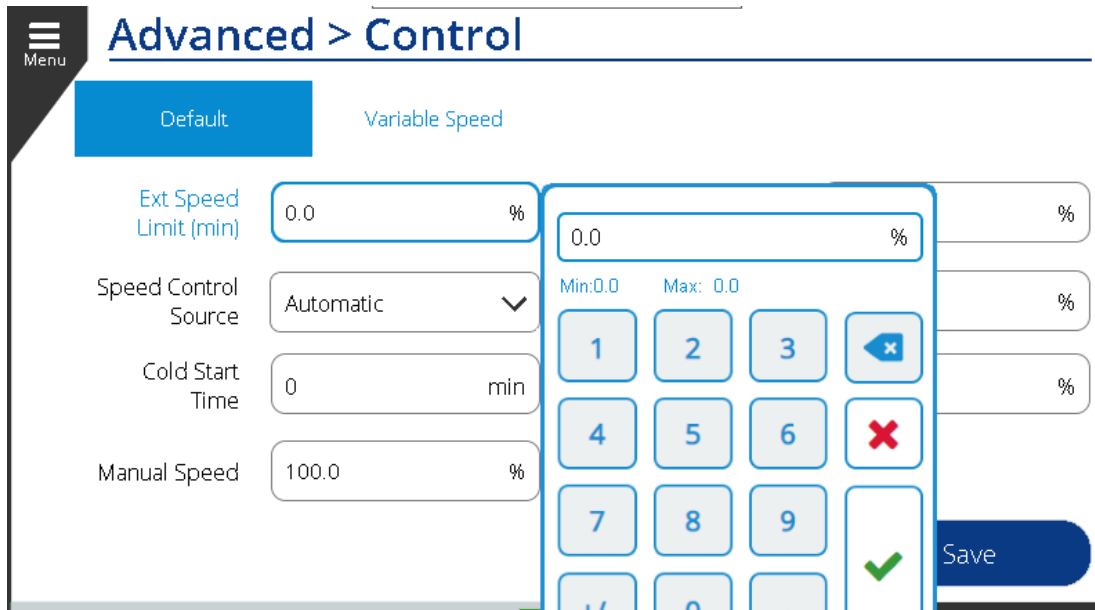 Menu
Advanced > Control
Default
Variable Speed
Ext Speed
Limit (min)
0.0 %
%
0.0 %
Min:0.0 Max: 0.0
Speed Control
Source
Automatic
%
1 2 3
Cold Start
Time
0 min
%
4 5 6
Manual Speed
100.0 %
7 8 9
Save